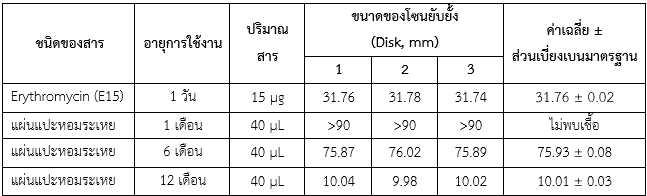 ชนิดของสาร อายุการใช้งาน ปริมาณสาร ขนาดของโซนยับยั้ง (Disk, mm) ค่าเฉลี่ย ± ส่วนเบี่ยงเบนมาตรฐาน
1 2 3
Erythromycin (E15) 1 วัน 15 µg 31.76 31.78 31.74 31.76 ± 0.02
แผ่นแปะหอมระเหย 1 เดือน 40 µL >90 >90 >90 ไม่พบเชื้อ
แผ่นแปะหอมระเหย 6 เดือน 40 µL 75.87 76.02 75.89 75.93 ± 0.08
แผ่นแปะหอมระเหย 12 เดือน 40 µL 10.04 9.98 10.02 10.01 ± 0.03